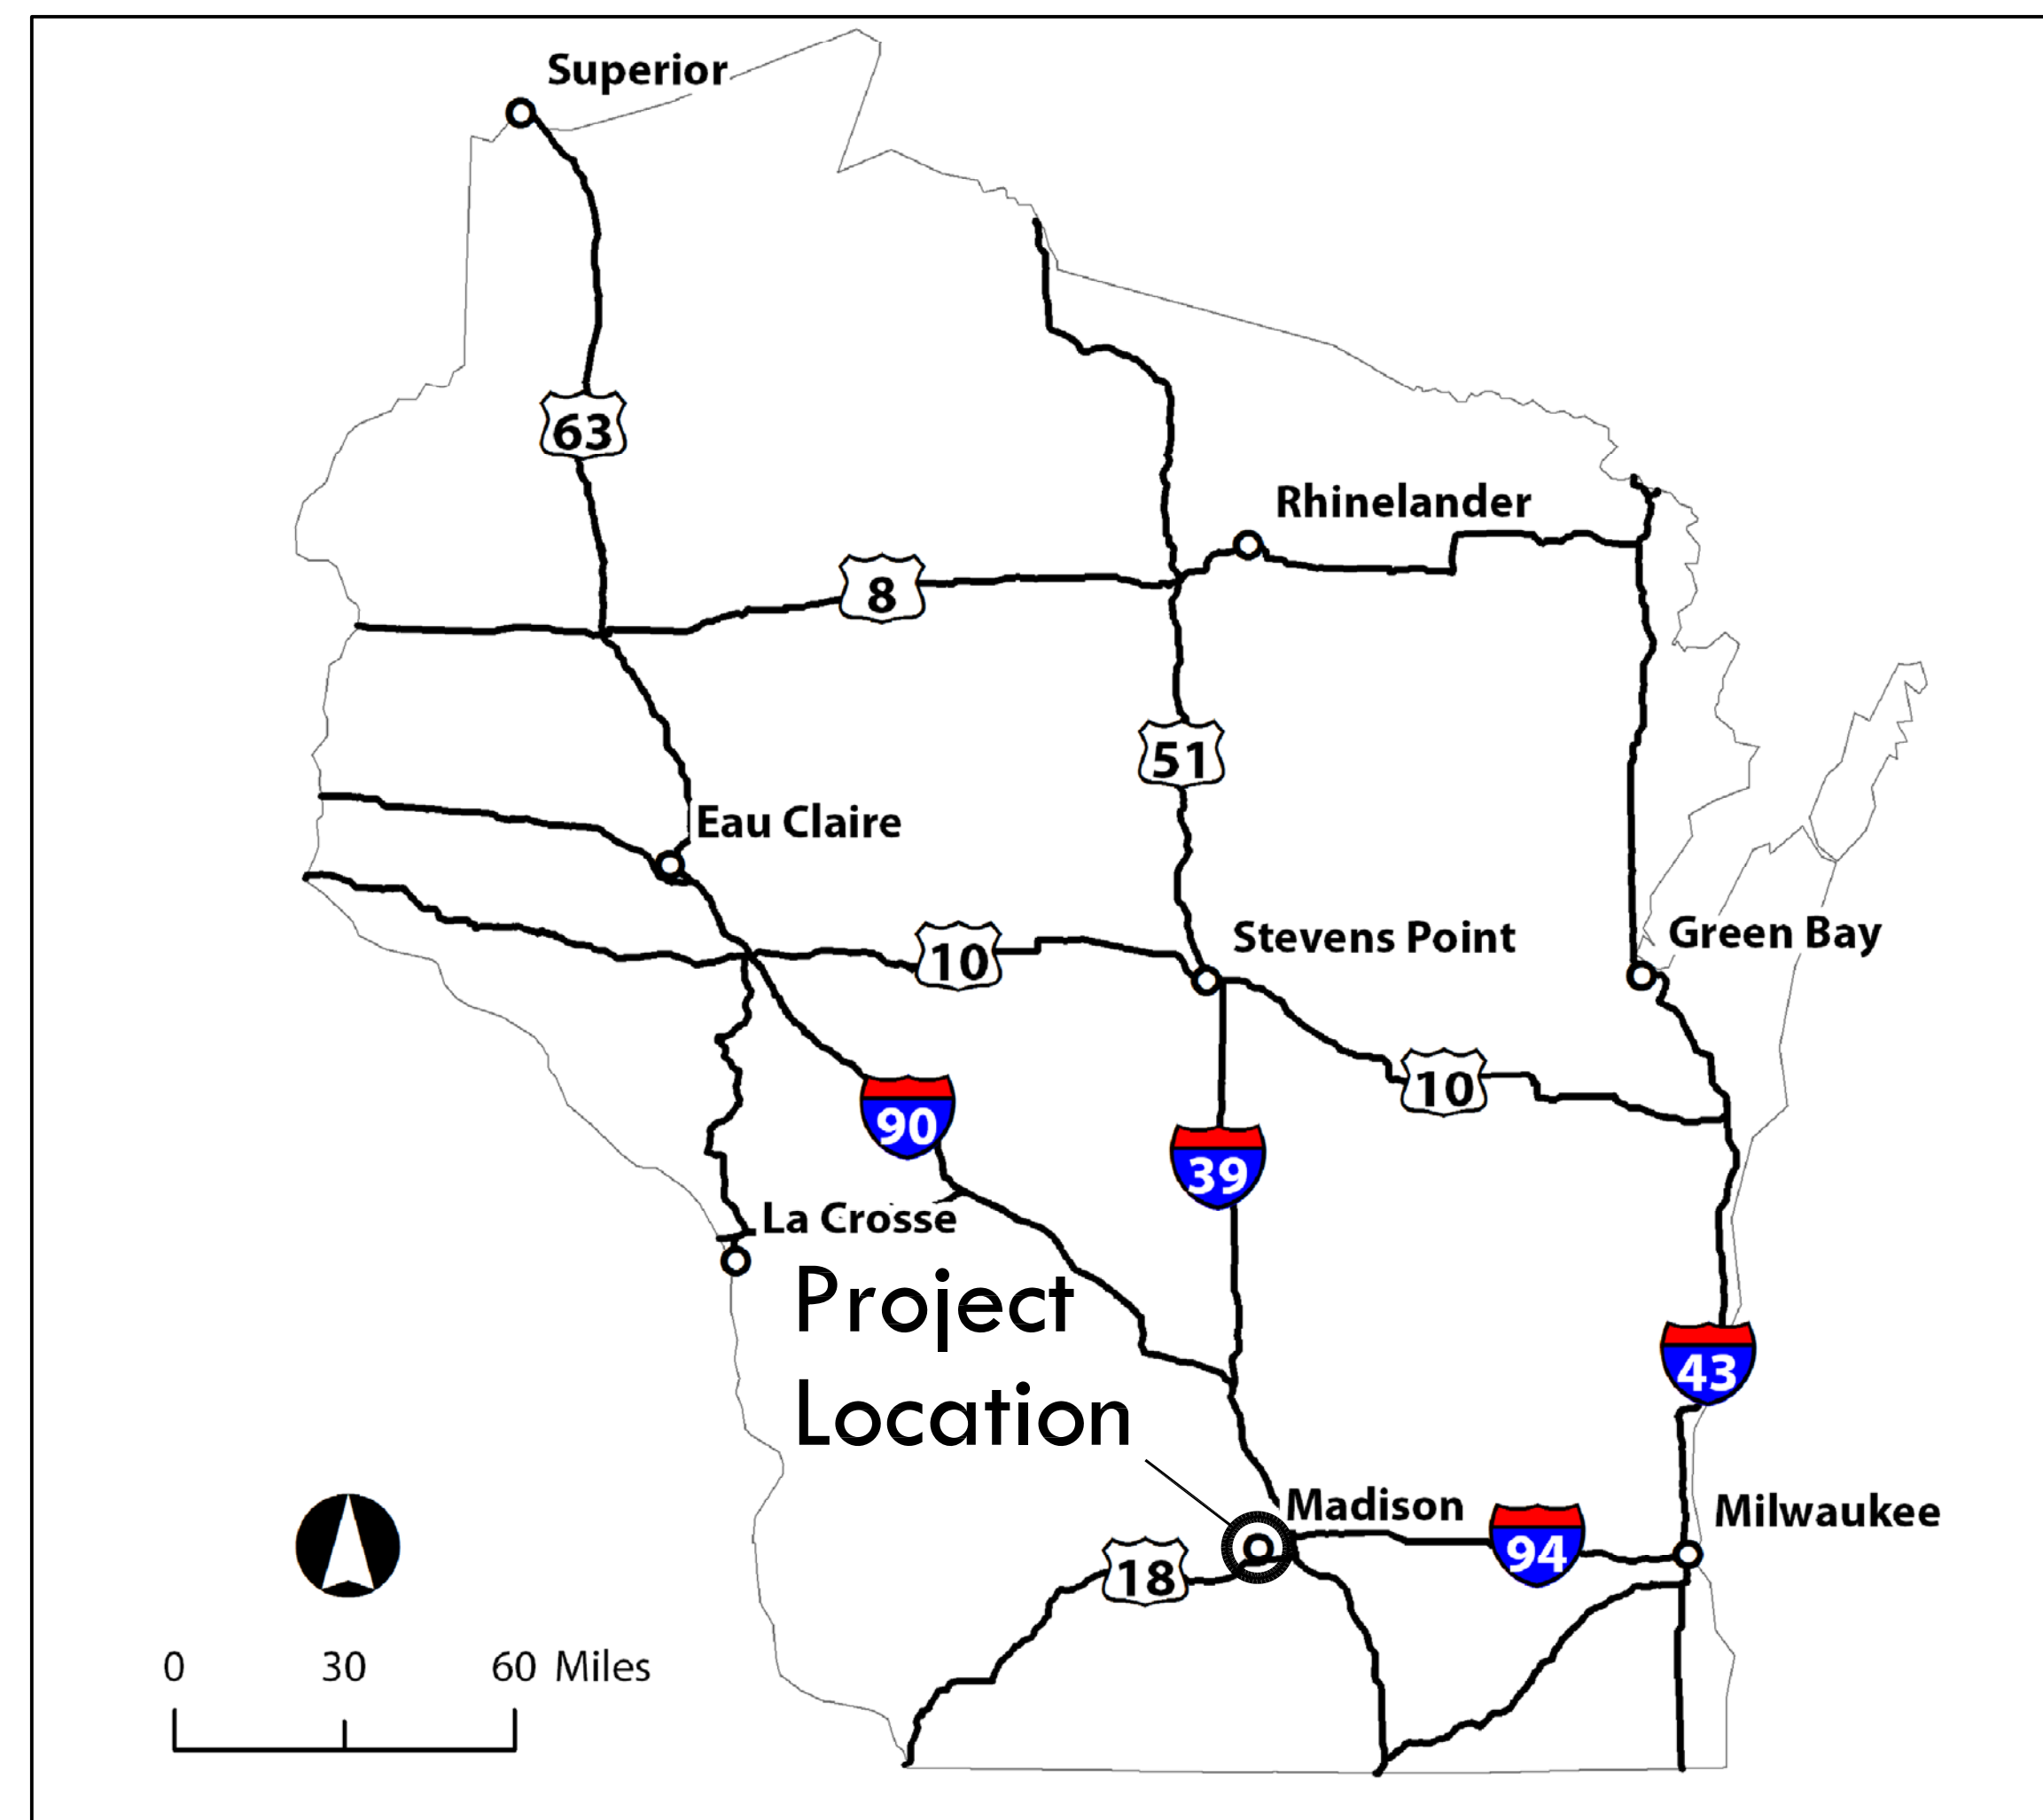 Superior
63
Rhinelander
8
51
Eau Claire
Stevens Point
Green Bay
10
10
90
39
La Crosse
Project
Location
43
Madison
Milwaukee
94
18
0 30 60 Miles